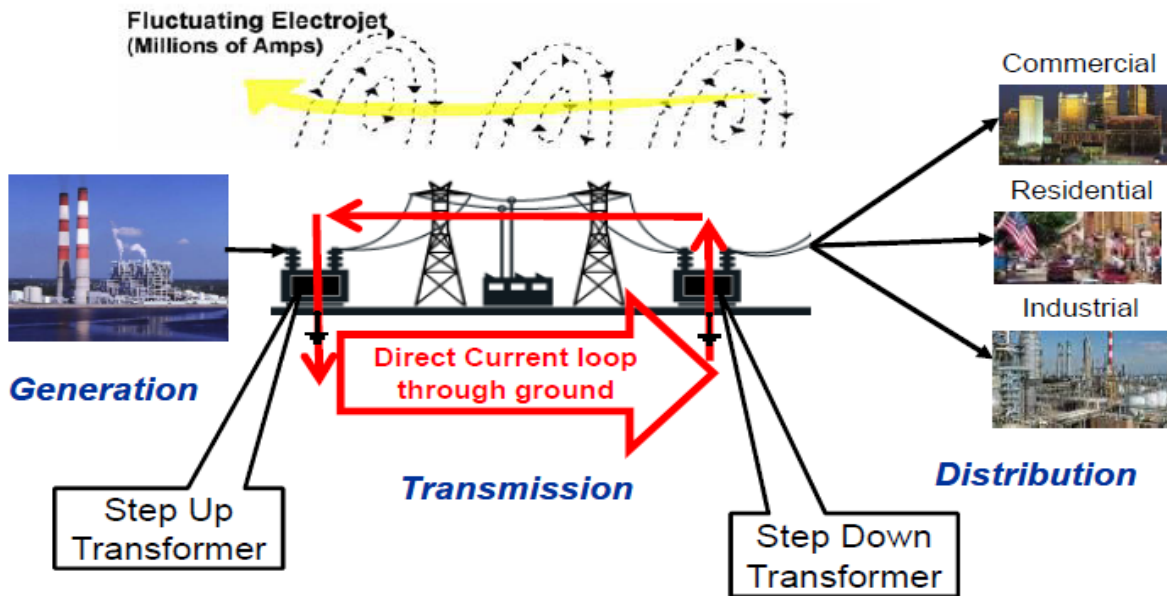 Fluctuating Electrojet
(Millions of Amps)
Commercial
Residential
Industrial
Direct Current loop
through ground
Generation
Transmission
Distribution
Step Up
Transformer
Step Down
Transformer